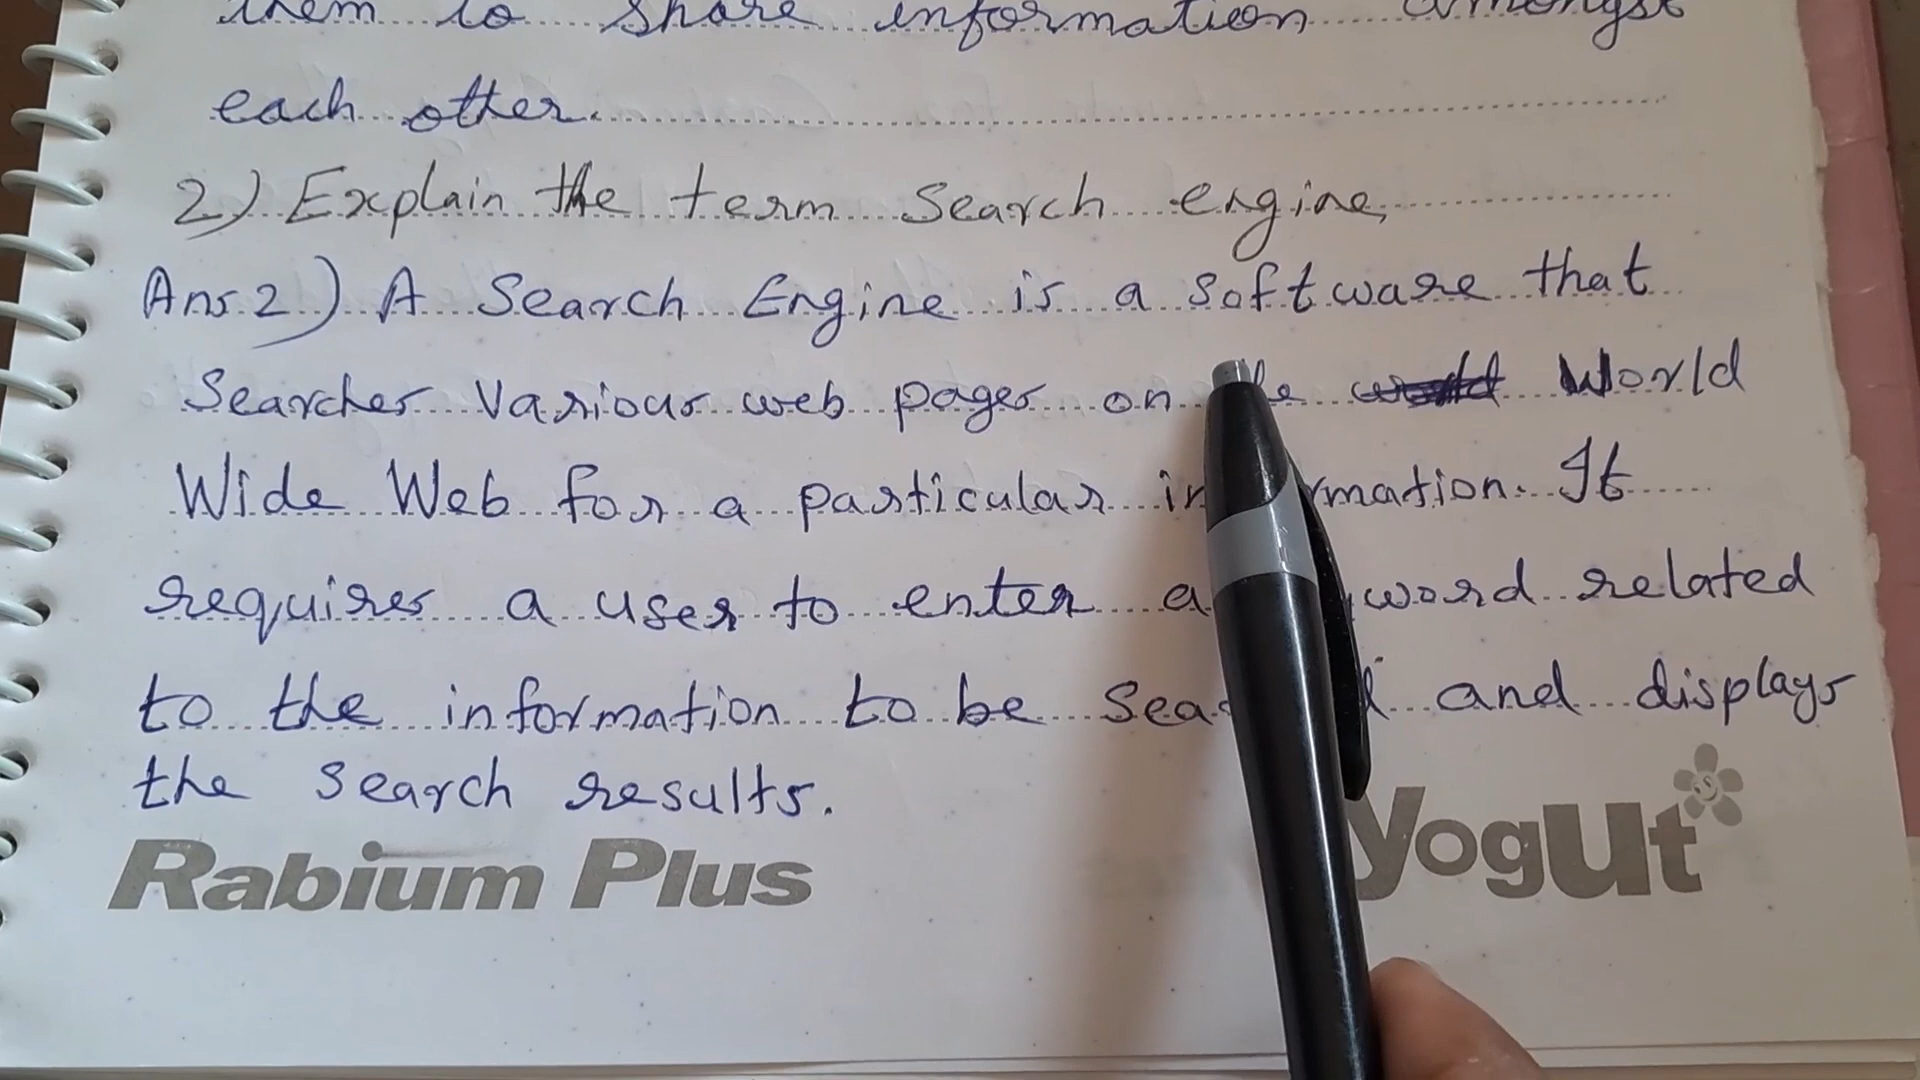 them to share information amongst
each other.
2) Explain the term Search engine.
Ans.2) A Search Engine is a software that
Searches Various web pages on World
Wide Web for a particular information. It
requires a user to enter a related
to the information to be and displays
the search results.
Rabium Plus
YogUt